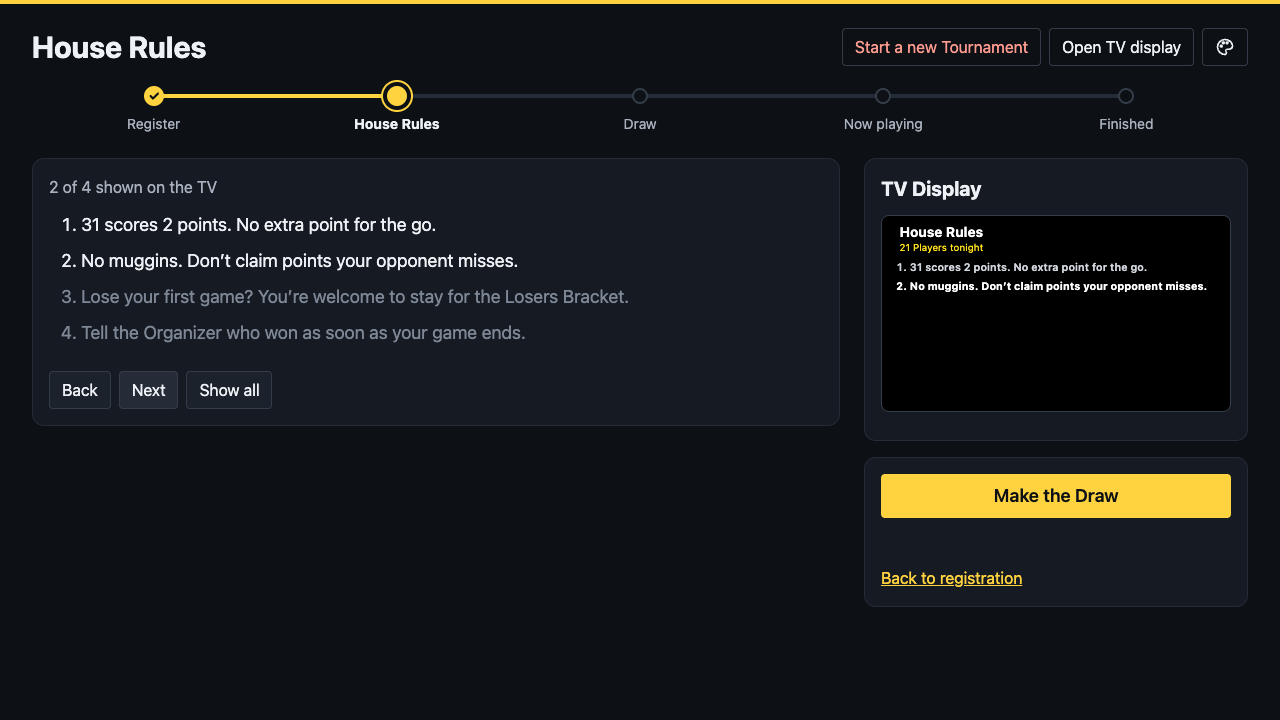 House Rules
Start a new Tournament
Open TV display
Register
House Rules
Draw
Now playing
Finished
2 of 4 shown on the TV
1. 31 scores 2 points. No extra point for the go.
2. No muggins. Don’t claim points your opponent misses.
3. Lose your first game? You’re welcome to stay for the Losers Bracket.
4. Tell the Organizer who won as soon as your game ends.
Back
Next
Show all
TV Display
House Rules
21 Players tonight
1. 31 scores 2 points. No extra point for the go.
2. No muggins. Don’t claim points your opponent misses.
Make the Draw
Back to registration